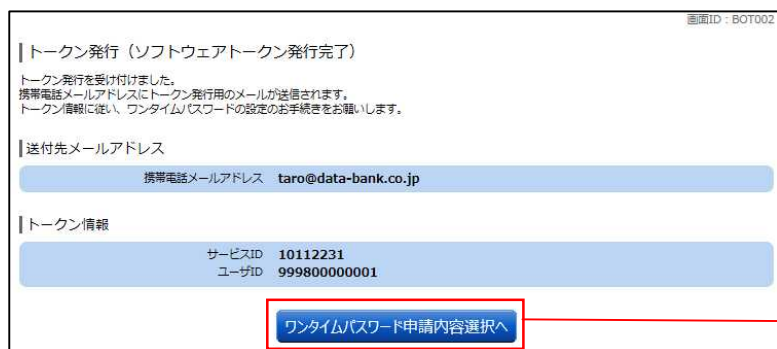 画面ID：BOT002
トークン発行（ソフトウェアトークン発行完了）
トークン発行を受け付けました。
携帯電話メールアドレスにトークン発行用のメールが送信されます。
トークン情報に従い、ワンタイムパスワードの設定のお手続きをお願いします。
送付先メールアドレス
携帯電話メールアドレス taro@data-bank.co.jp
トークン情報
サービスID 10112231
ユーザID 999800000001
ワンタイムパスワード申請内容選択へ